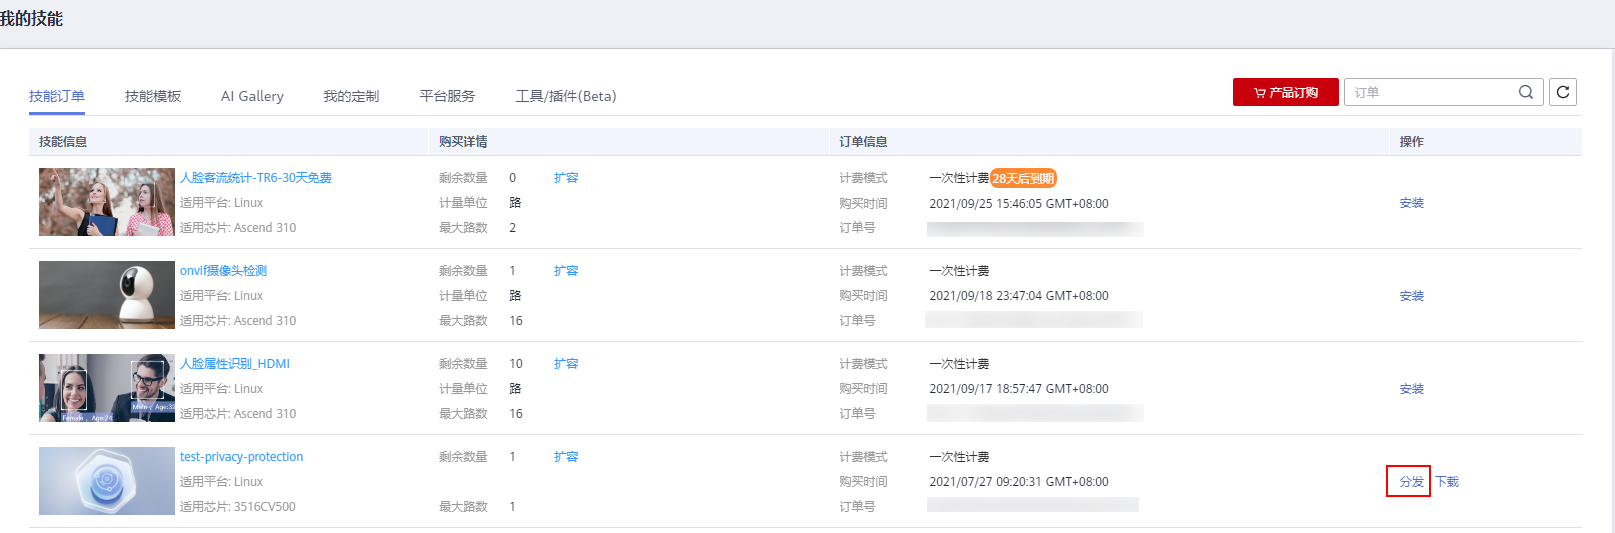 我的技能
技能订单 技能模板 AI Gallery 我的定制 平台服务 工具/插件(Beta) 产品订购 订单
技能信息 购买详情 订单信息 操作
人脸客流统计-TR6-30天免费 剩余数量 0 扩容 计费模式 一次性计费 28天后到期
适用平台: Linux 计量单位 路 购买时间 2021/09/25 15:46:05 GMT+08:00 安装
适用芯片: Ascend 310 最大路数 2 订单号
onvif摄像头检测 剩余数量 1 扩容 计费模式 一次性计费
适用平台: Linux 计量单位 路 购买时间 2021/09/18 23:47:04 GMT+08:00 安装
适用芯片: Ascend 310 最大路数 16 订单号
人脸属性识别_HDMI 剩余数量 10 扩容 计费模式 一次性计费
适用平台: Linux 计量单位 路 购买时间 2021/09/17 18:57:47 GMT+08:00 安装
Female , Age:24 Male , Age:32
适用芯片: Ascend 310 最大路数 16 订单号
test-privacy-protection 剩余数量 1 扩容 计费模式 一次性计费
适用平台: Linux 购买时间 2021/07/27 09:20:31 GMT+08:00 分发 下载
适用芯片: 3516CV500 最大路数 1 订单号